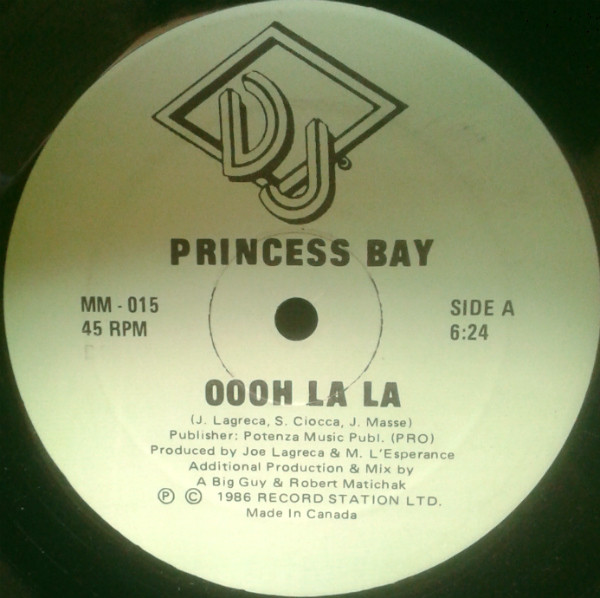 DJ
PRINCESS BAY
MM - 015
45 RPM
SIDE A
6:24
OOOH LA LA
(J. Lagreca, S. Ciocca, J. Masse)
Publisher: Potenza Music Publ. (PRO)
Produced by Joe Lagreca & M. L'Esperance
Additional Production & Mix by
A Big Guy & Robert Matichak
Ⓟ © 1986 RECORD STATION LTD.
Made In Canada